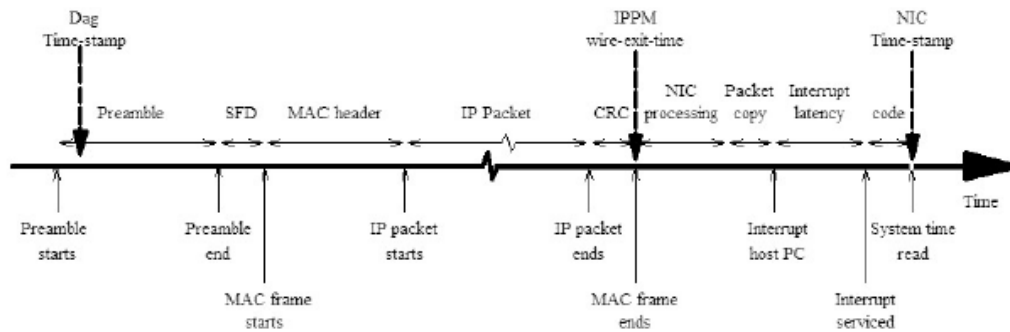 Dag
Time-stamp
IPPM
wire-exit-time
NIC
Time-stamp
Preamble
SFD
MAC header
IP Packet
CRC
NIC
processing
Packet
copy
Interrupt
latency
code
Time
Preamble
starts
Preamble
end
IP packet
starts
IP packet
ends
Interrupt
host PC
System time
read
MAC frame
starts
MAC frame
ends
Interrupt
serviced